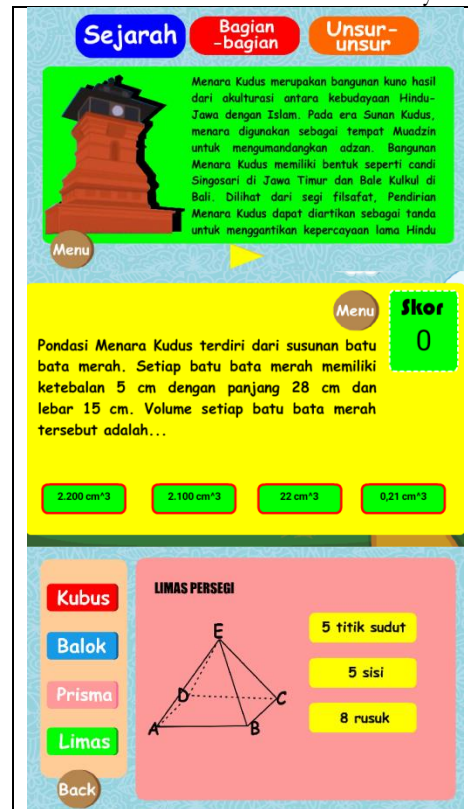 Sejarah
Bagian
-bagian
Unsur-
unsur
Menara Kudus merupakan bangunan kuno hasil
dari akulturasi antara kebudayaan Hindu-
Jawa dengan Islam. Pada era Sunan Kudus,
menara digunakan sebagai tempat Muadzin
untuk mengumandangkan adzan. Bangunan
Menara Kudus memiliki bentuk seperti candi
Singosari di Jawa Timur dan Bale Kulkul di
Bali. Dilihat dari segi filsafat, Pendirian
Menara Kudus dapat diartikan sebagai tanda
untuk menggantikan kepercayaan lama Hindu
Menu
Menu
Skor
0
Pondasi Menara Kudus terdiri dari susunan batu
bata merah. Setiap batu bata merah memiliki
ketebalan 5 cm dengan panjang 28 cm dan
lebar 15 cm. Volume setiap batu bata merah
tersebut adalah...
2.200 cm^3
2.100 cm^3
22 cm^3
0,21 cm^3
Kubus
Balok
Prisma
Limas
Back
LIMAS PERSEGI
E
D
C
A
B
5 titik sudut
5 sisi
8 rusuk